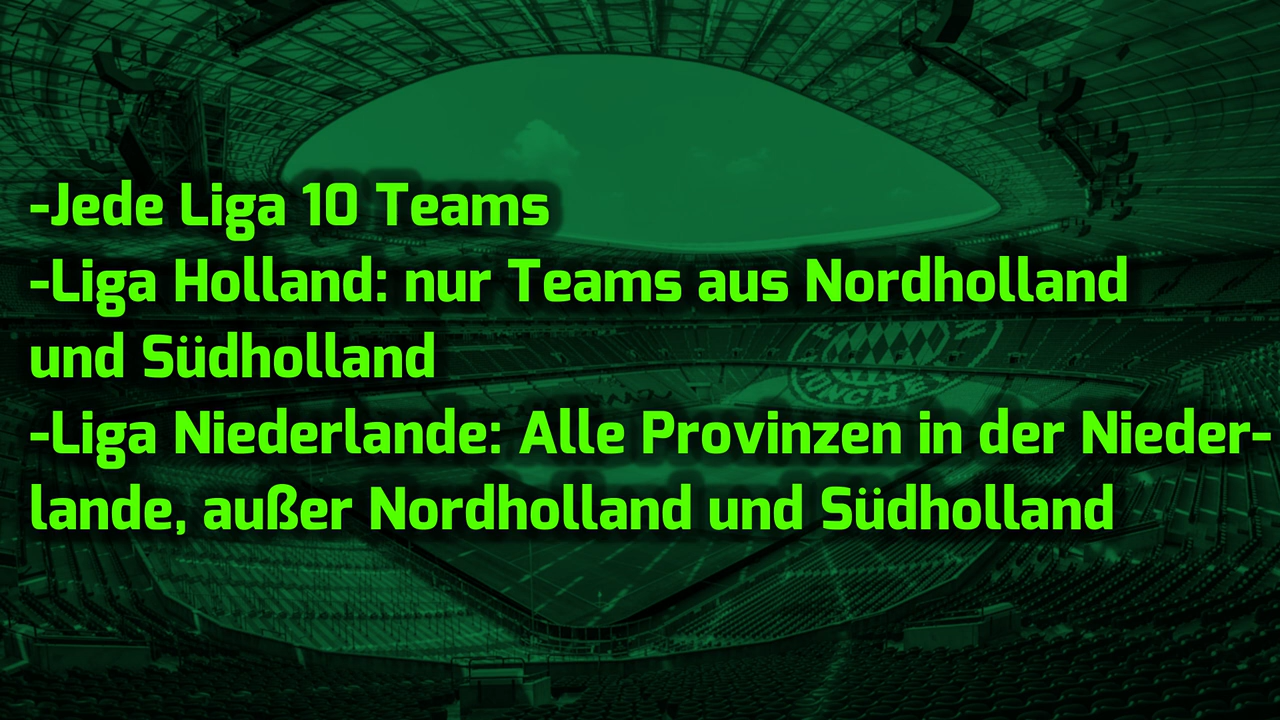 -Jede Liga 10 Teams
-Liga Holland: nur Teams aus Nordholland
und Südholland
-Liga Niederlande: Alle Provinzen in der Nieder-
lande, außer Nordholland und Südholland